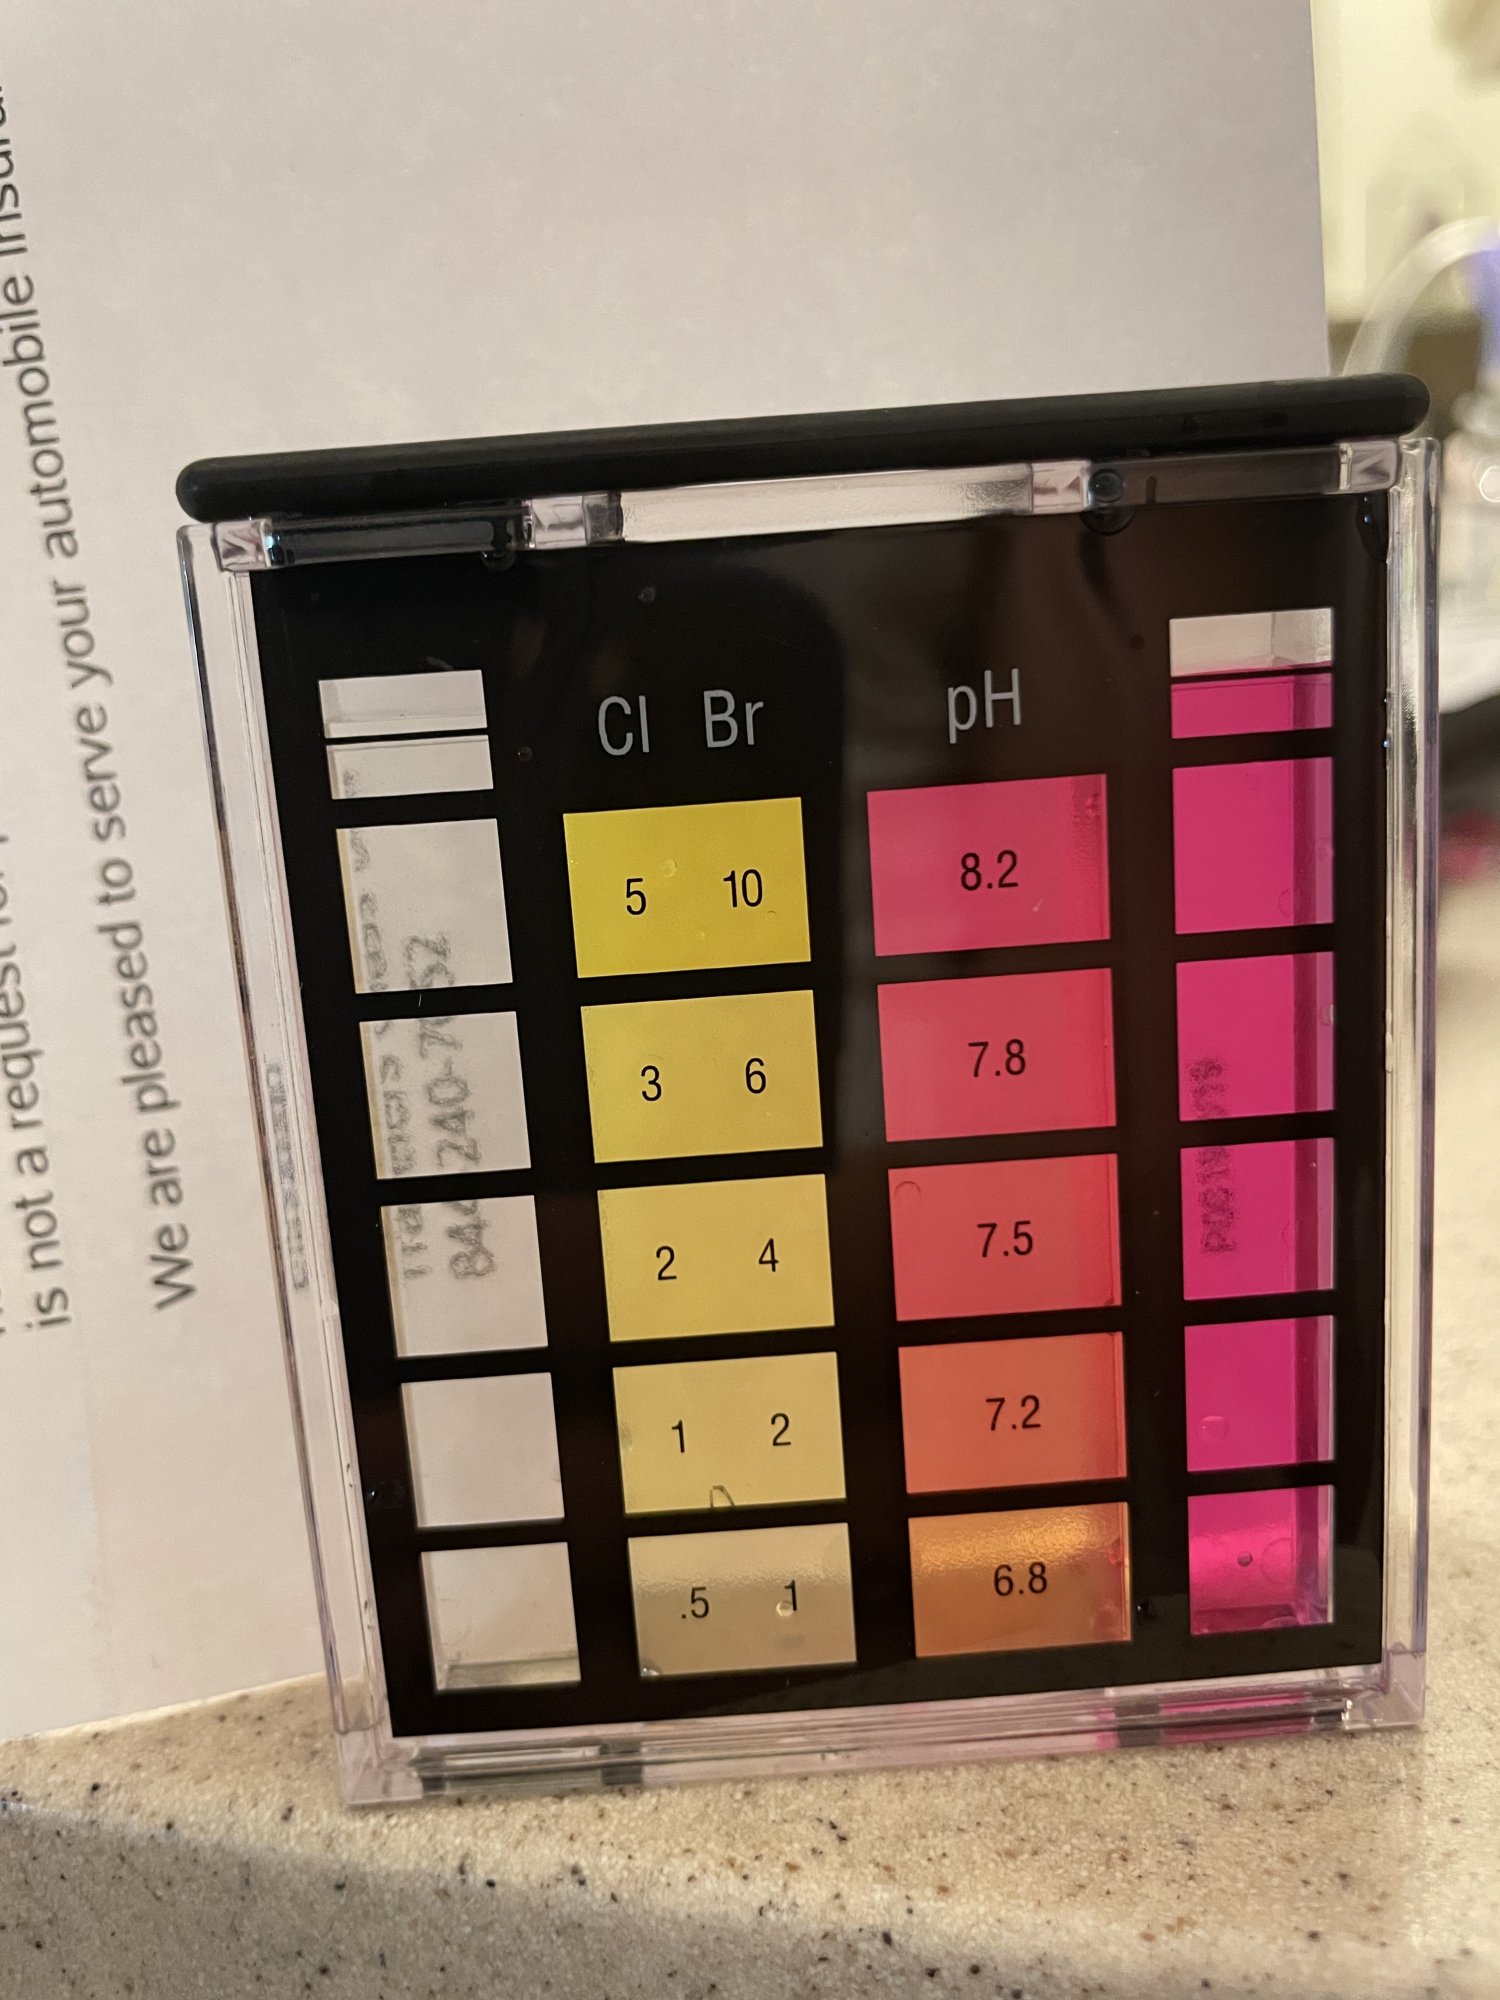 is not a request for
We are pleased to serve your automobile insura
Cl Br pH
5 10 8.2
3 6 7.8
2 4 7.5
1 2 7.2
.5 1 6.8